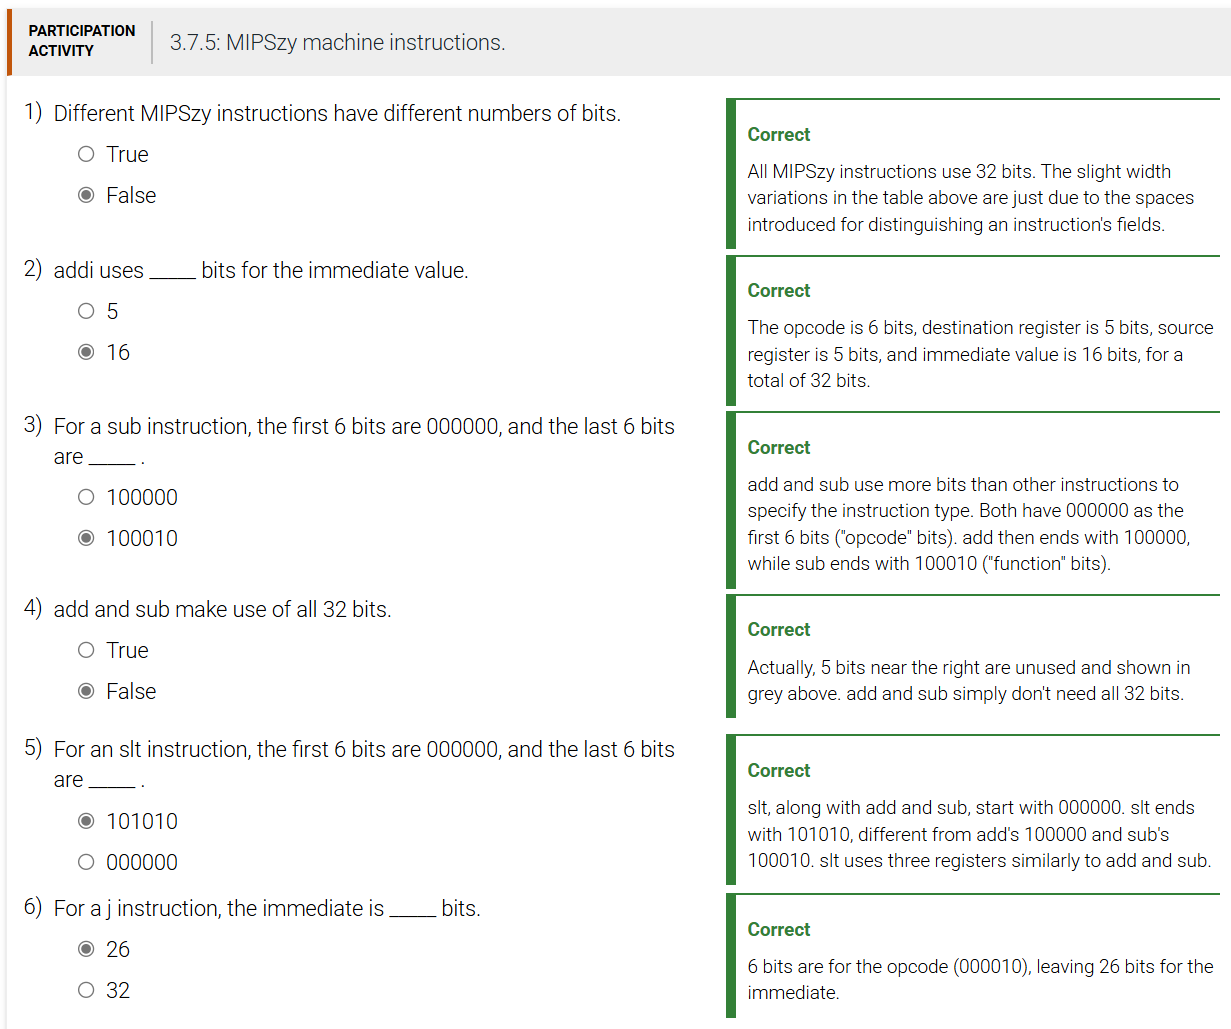 PARTICIPATION
ACTIVITY
3.7.5: MIPSzy machine instructions.
1) Different MIPSzy instructions have different numbers of bits.
True
False
Correct
All MIPSzy instructions use 32 bits. The slight width
variations in the table above are just due to the spaces
introduced for distinguishing an instruction's fields.
2) addi uses _____ bits for the immediate value.
5
16
Correct
The opcode is 6 bits, destination register is 5 bits, source
register is 5 bits, and immediate value is 16 bits, for a
total of 32 bits.
3) For a sub instruction, the first 6 bits are 000000, and the last 6 bits
are _____ .
100000
100010
Correct
add and sub use more bits than other instructions to
specify the instruction type. Both have 000000 as the
first 6 bits ("opcode" bits). add then ends with 100000,
while sub ends with 100010 ("function" bits).
4) add and sub make use of all 32 bits.
True
False
Correct
Actually, 5 bits near the right are unused and shown in
grey above. add and sub simply don't need all 32 bits.
5) For an slt instruction, the first 6 bits are 000000, and the last 6 bits
are _____ .
101010
000000
Correct
slt, along with add and sub, start with 000000. slt ends
with 101010, different from add's 100000 and sub's
100010. slt uses three registers similarly to add and sub.
6) For a j instruction, the immediate is _____ bits.
26
32
Correct
6 bits are for the opcode (000010), leaving 26 bits for the
immediate.